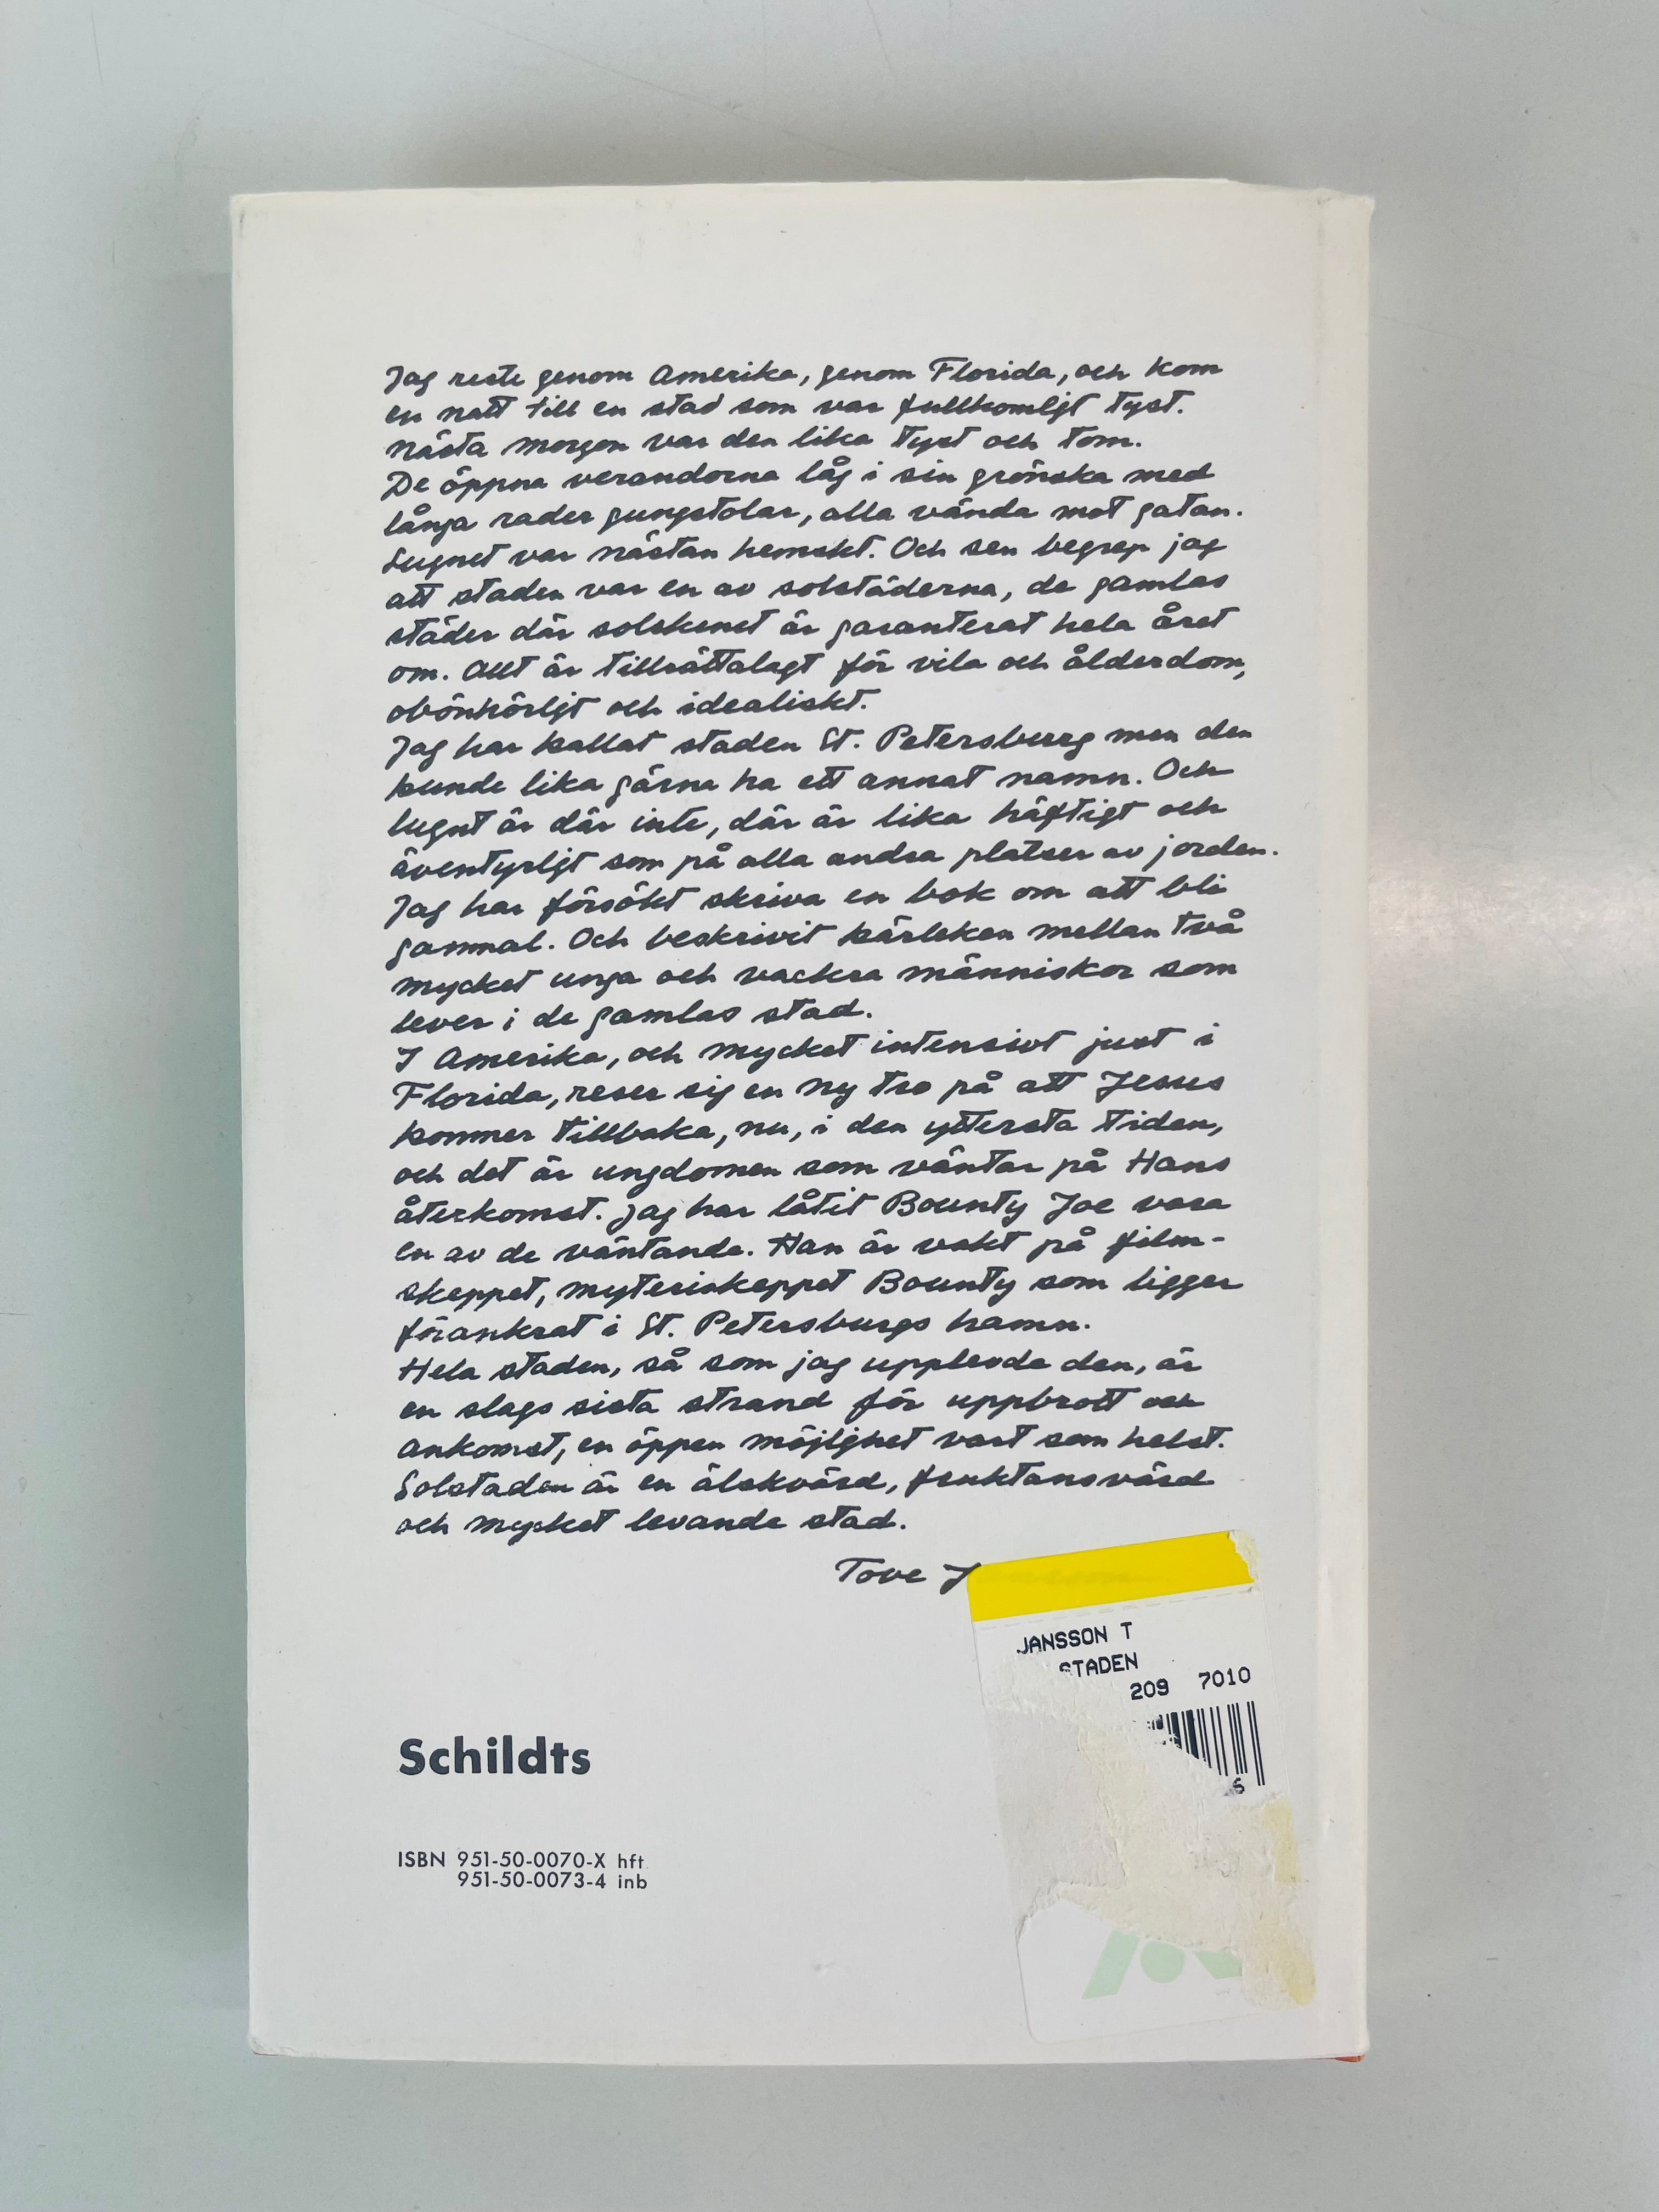 Jag reste genom Amerika, genom Florida, och kom
en natt till en stad som var fullkomligt tyst.
Nästa morgon var den lika tyst och tom.
De öppna verandorna låg i sin grönska med
långa rader gungstolar, alla vända mot gatan.
Lugnet var nästan hemskt. Och sen begrep jag
att staden var en av solstäderna, de gamlas
städer där solskenet är garanterat hela året
om. Allt är tillrättalagt för vila och ålderdom,
obönhörligt och idealiskt.
Jag har kallat staden St. Petersburg men den
kunde lika gärna ha ett annat namn. Och
lugnt är där inte, där är lika häftigt och
äventyrligt som på alla andra platser av jorden.
Jag har försökt skriva en bok om att bli
gammal. Och beskrivit kärleken mellan två
mycket unga och vackra människor som
lever i de gamlas stad.
I Amerika, och mycket intensivt just i
Florida, reser sig en ny tro på att Jesus
kommer tillbaka, nu, i den yttersta tiden,
och det är ungdomen som väntar på Hans
återkomst. Jag har låtit Bounty Joe vara
en av de väntande. Han är vakt på film-
skeppet, myteriskeppet Bounty som ligger
förankrat i St. Petersburgs hamn.
Hela staden, så som jag upplevde den, är
en slags sista strand för uppbrott och
ankomst, en öppen möjlighet vart som helst.
Solstaden är en älskvärd, fruktansvärd
och mycket levande stad.
Tove J
JANSSON T
STADEN
209 7010
6
Schildts
ISBN 951-50-0070-X hft
951-50-0073-4 inb